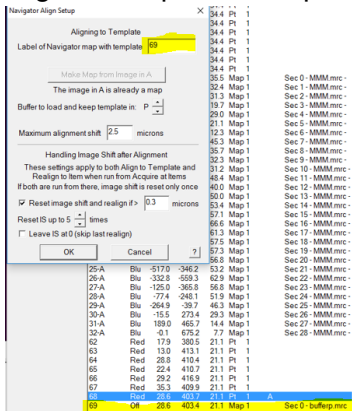 Navigator Align Setup
Aligning to Template
Label of Navigator map with template 69
Make Map from Image in A
The image in A is already a map
Buffer to load and keep template in: P
Maximum alignment shift 2.5 microns
Handling Image Shift after Alignment
These settings apply to both Align to Template and
Realign to Item when run from Acquire at Items
If both are run from there, image shift is reset only once
Reset image shift and realign if > 0.3 microns
Reset IS up to 5 times
Leave IS at 0 (skip last realign)
OK Cancel ?
34.4 Pt 1
34.4 Pt 1
34.4 Pt 1
34.4 Pt 1
34.4 Pt 1
35.5 Map 1 Sec 0 - MMM.mrc -
32.4 Map 1 Sec 1 - MMM.mrc -
31.3 Map 1 Sec 2 - MMM.mrc -
19.7 Map 1 Sec 3 - MMM.mrc -
29.0 Map 1 Sec 4 - MMM.mrc -
21.1 Map 1 Sec 5 - MMM.mrc -
12.3 Map 1 Sec 6 - MMM.mrc -
45.3 Map 1 Sec 7 - MMM.mrc -
35.7 Map 1 Sec 8 - MMM.mrc -
32.3 Map 1 Sec 9 - MMM.mrc -
31.2 Map 1 Sec 10 - MMM.mrc -
48.4 Map 1 Sec 11 - MMM.mrc -
40.0 Map 1 Sec 12 - MMM.mrc -
50.0 Map 1 Sec 13 - MMM.mrc -
53.4 Map 1 Sec 14 - MMM.mrc -
57.1 Map 1 Sec 15 - MMM.mrc -
66.6 Map 1 Sec 16 - MMM.mrc -
61.3 Map 1 Sec 17 - MMM.mrc -
57.5 Map 1 Sec 18 - MMM.mrc -
57.3 Map 1 Sec 19 - MMM.mrc -
56.8 Map 1 Sec 20 - MMM.mrc -
25-A Blu -517.0 -346.2 53.2 Map 1 Sec 21 - MMM.mrc -
26-A Blu -332.8 -559.3 62.9 Map 1 Sec 22 - MMM.mrc -
27-A Blu -125.0 -365.8 56.8 Map 1 Sec 23 - MMM.mrc -
28-A Blu -77.4 -248.1 51.9 Map 1 Sec 24 - MMM.mrc -
29-A Blu -264.9 -39.7 46.3 Map 1 Sec 25 - MMM.mrc -
30-A Blu -15.5 273.4 29.3 Map 1 Sec 26 - MMM.mrc -
31-A Blu 189.0 465.7 14.4 Map 1 Sec 27 - MMM.mrc -
32-A Blu -0.1 675.2 7.7 Map 1 Sec 28 - MMM.mrc -
62 Red 17.9 380.5 21.1 Pt 1
63 Red 13.0 413.1 21.1 Pt 1
64 Red 28.8 410.4 21.1 Pt 1
65 Red 22.4 410.7 21.1 Pt 1
66 Red 29.2 416.9 21.1 Pt 1
67 Red 35.3 409.9 21.1 Pt 1
68 Red 28.6 403.7 21.1 Pt 1 A
69 Off 28.6 403.4 21.1 Map 1 Sec 0 - bufferp.mrc